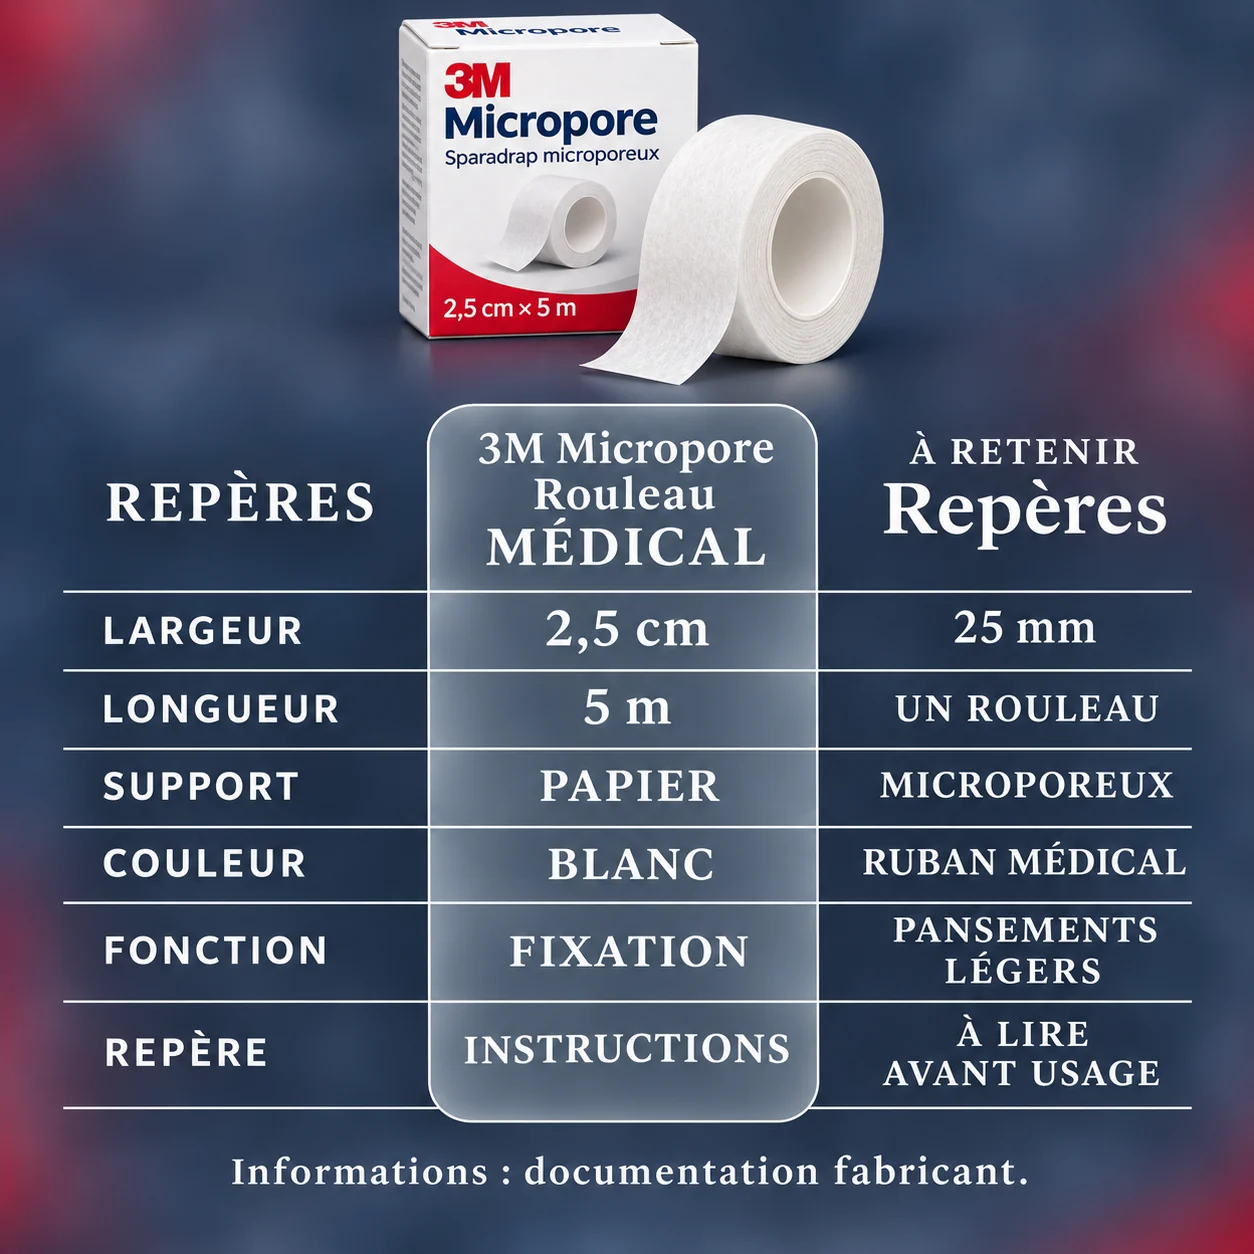 3M Micropore
3M
Micropore
Sparadrap microporeux
2,5 cm × 5 m
REPÈRES
3M Micropore
Rouleau
MÉDICAL
À RETENIR
Repères
LARGEUR
2,5 cm
25 mm
LONGUEUR
5 m
UN ROULEAU
SUPPORT
PAPIER
MICROPOREUX
COULEUR
BLANC
RUBAN MÉDICAL
FONCTION
FIXATION
PANSEMENTS
LÉGERS
REPÈRE
INSTRUCTIONS
À LIRE
AVANT USAGE
Informations : documentation fabricant.